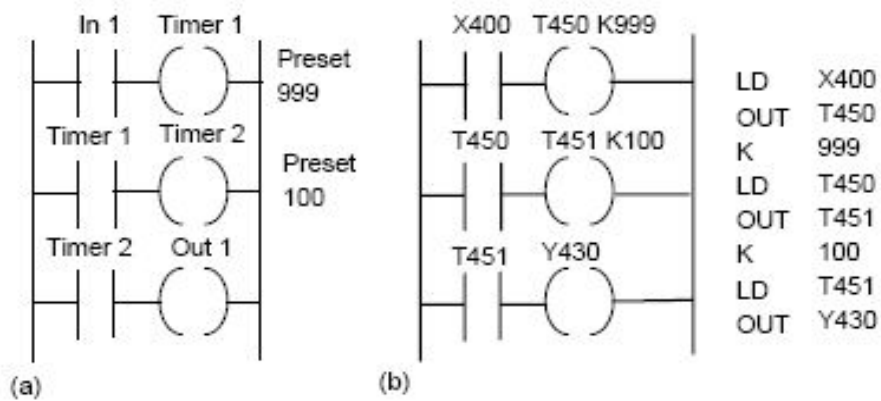 In 1 Timer 1
Preset
999
Timer 1 Timer 2
Preset
100
Timer 2 Out 1
(a)
X400 T450 K999
T450 T451 K100
T451 Y430
(b)
LD X400
OUT T450
K 999
LD T450
OUT T451
K 100
LD T451
OUT Y430